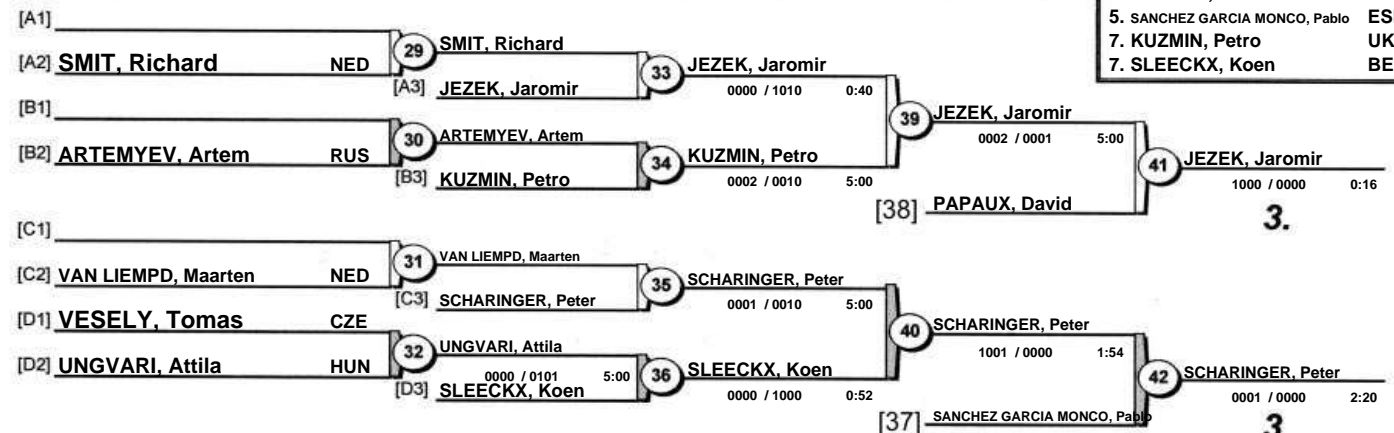 [A1]
5. SANCHEZ GARCIA MONCO, Pablo
7. KUZMIN, Petro
7. SLEECKX, Koen BE
[A2] SMIT, Richard NED
29 SMIT, Richard
[A3] JEZEK, Jaromir
33 JEZEK, Jaromir
0000 / 1010 0:40
[B1]
[B2] ARTEMYEV, Artem RUS
30 ARTEMYEV, Artem
[B3] KUZMIN, Petro
34 KUZMIN, Petro
0002 / 0010 5:00
39 JEZEK, Jaromir
0002 / 0001 5:00
[38] PAPAUX, David
41 JEZEK, Jaromir
1000 / 0000 0:16
3.
[C1]
[C2] VAN LIEMPD, Maarten NED
31 VAN LIEMPD, Maarten
[C3] SCHARINGER, Peter
35 SCHARINGER, Peter
0001 / 0010 5:00
[D1] VESELY, Tomas CZE
[D2] UNGVARI, Attila HUN
32 UNGVARI, Attila
0000 / 0101 5:00
[D3] SLEECKX, Koen
36 SLEECKX, Koen
0000 / 1000 0:52
40 SCHARINGER, Peter
1001 / 0000 1:54
[37] SANCHEZ GARCIA MONCO, Pablo
42 SCHARINGER, Peter
0001 / 0000 2:20
3